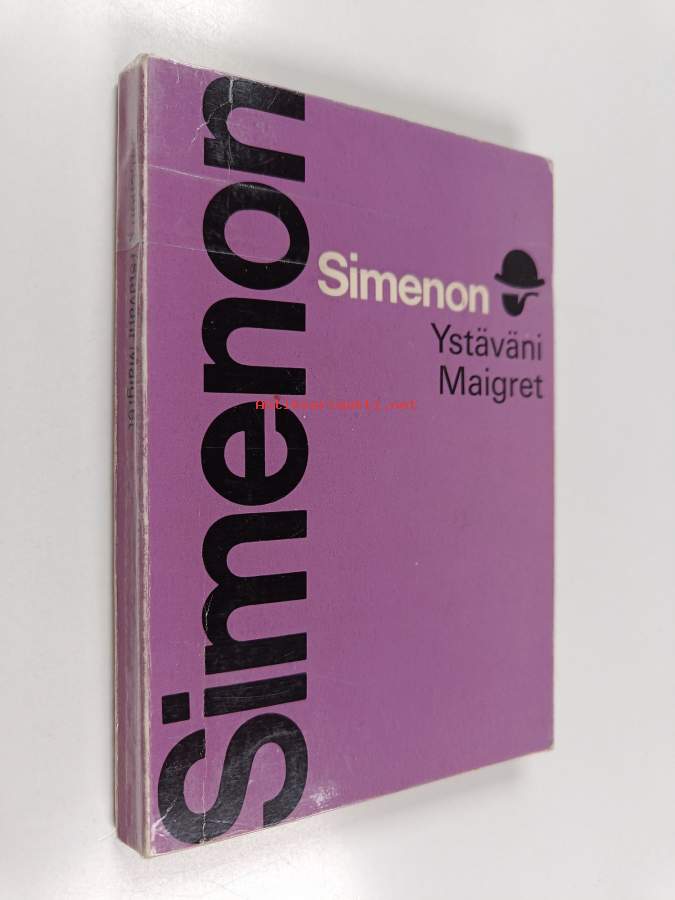 Simenon
Simenon
Ystäväni
Maigret
Antikvariaatti.net
Ystäväni Maigret